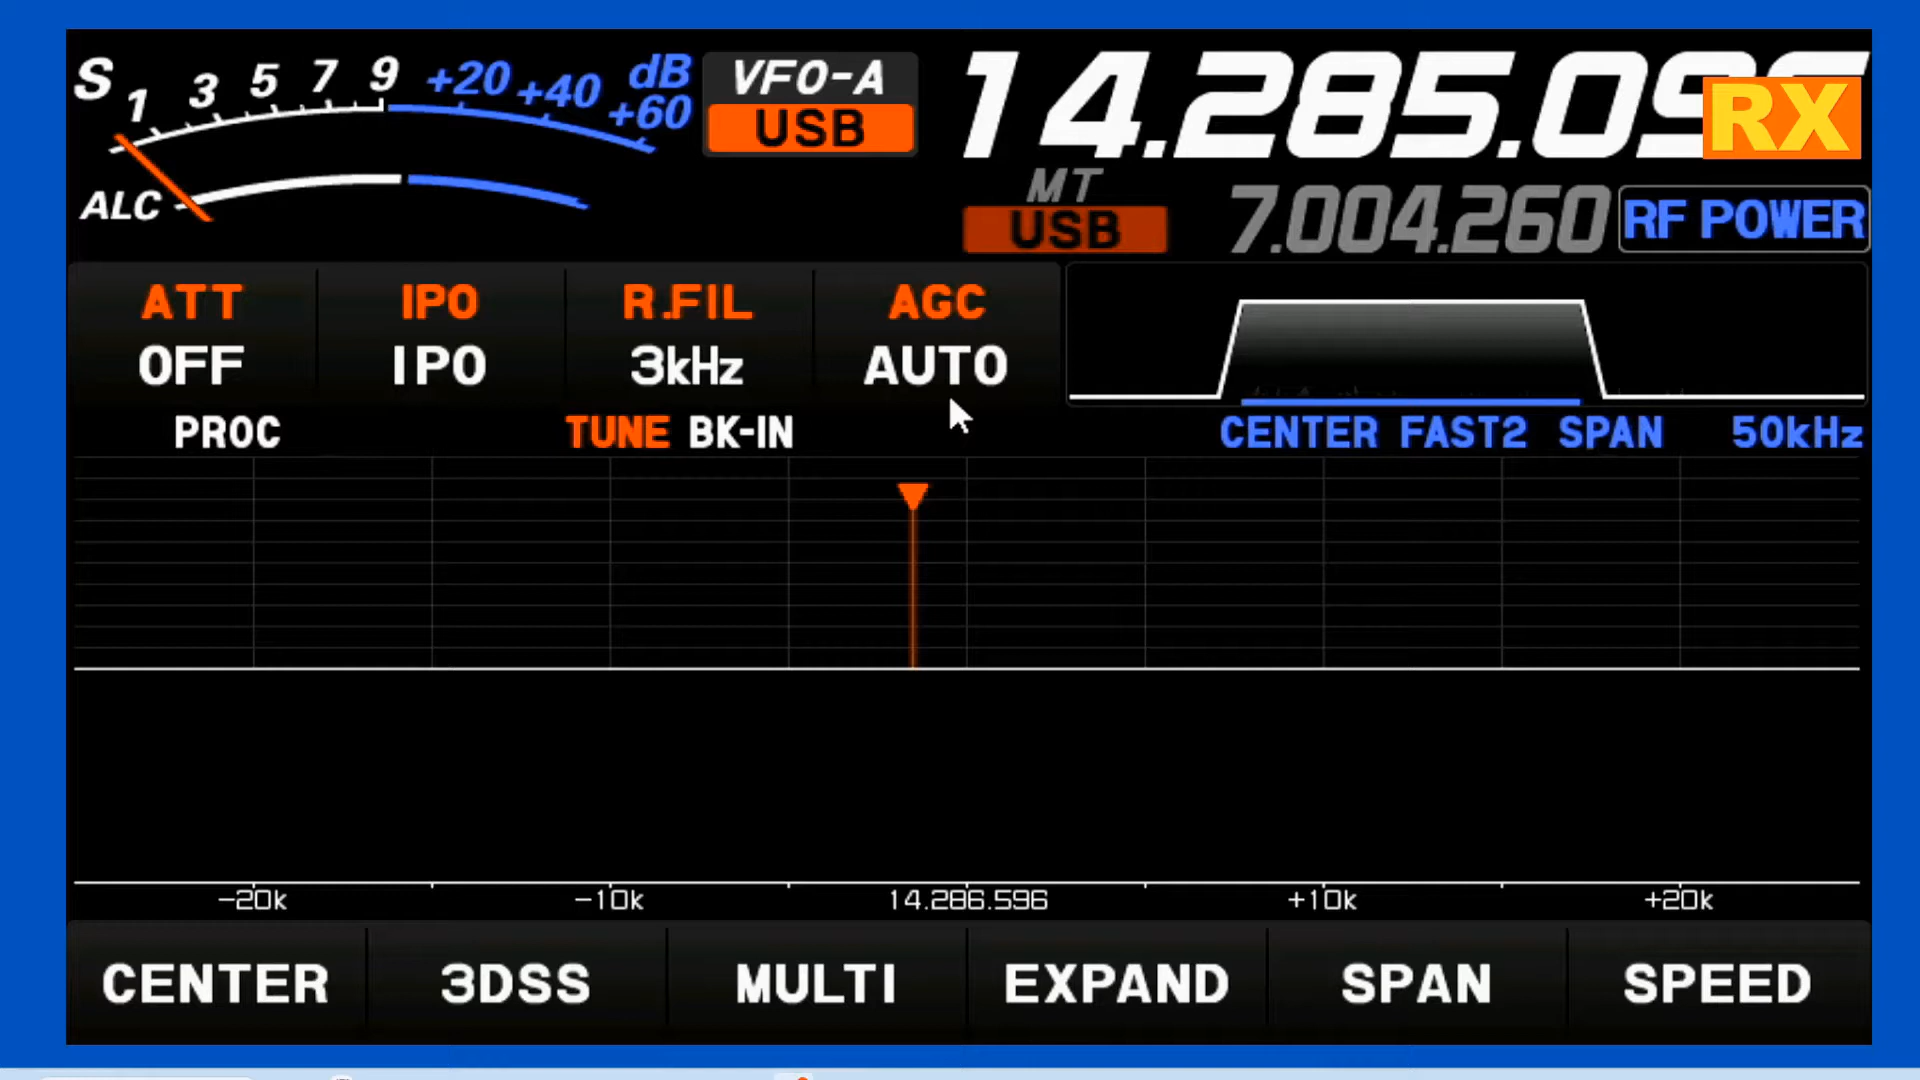 S 1 3 5 7 9 +20 +40 +60 dB
VFO-A
USB
14.285.09
RX
ALC
MT
USB
7.004.260
RF POWER
ATT IPO R.FIL AGC
OFF IPO 3kHz AUTO
PROC TUNE BK-IN CENTER FAST2 SPAN 50kHz
-20k -10k 14.286.596 +10k +20k
CENTER 3DSS MULTI EXPAND SPAN SPEED